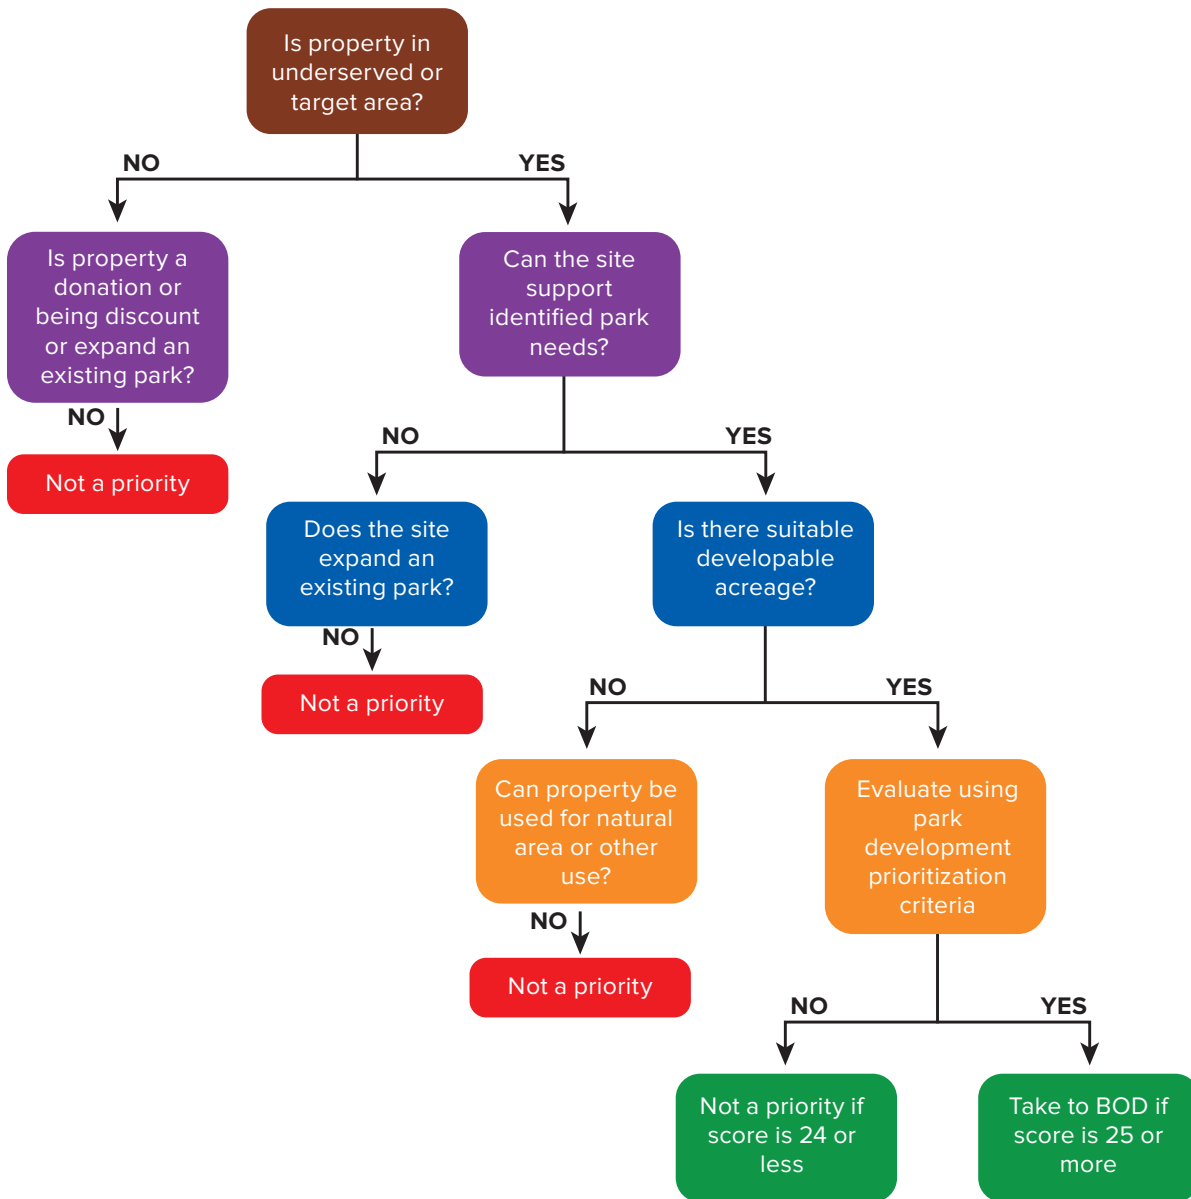 Is property in
underserved or
target area?
NO
YES
Is property a
donation or
being discount
or expand an
existing park?
Can the site
support
identified park
needs?
NO
Not a priority
NO
YES
Does the site
expand an
existing park?
Is there suitable
developable
acreage?
NO
Not a priority
NO
YES
Can property be
used for natural
area or other
use?
Evaluate using
park
development
prioritization
criteria
NO
Not a priority
NO
YES
Not a priority if
score is 24 or
less
Take to BOD if
score is 25 or
more